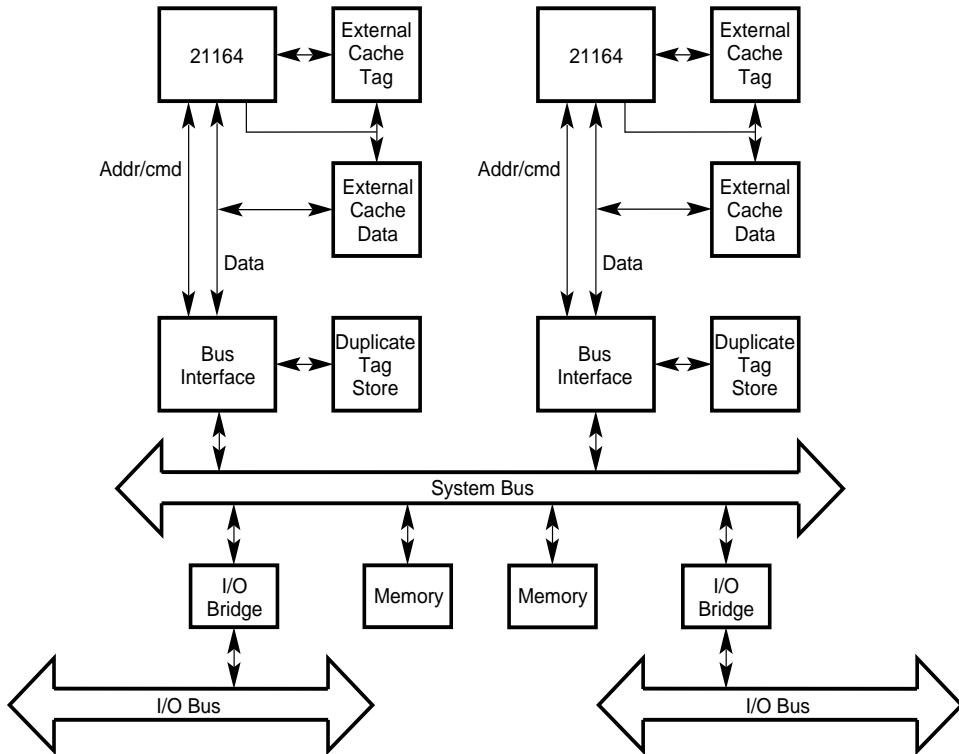 21164
External
Cache
Tag
21164
External
Cache
Tag
Addr/cmd
External
Cache
Data
Addr/cmd
External
Cache
Data
Data
Data
Bus
Interface
Duplicate
Tag
Store
Bus
Interface
Duplicate
Tag
Store
System Bus
I/O
Bridge
Memory
Memory
I/O
Bridge
I/O Bus
I/O Bus